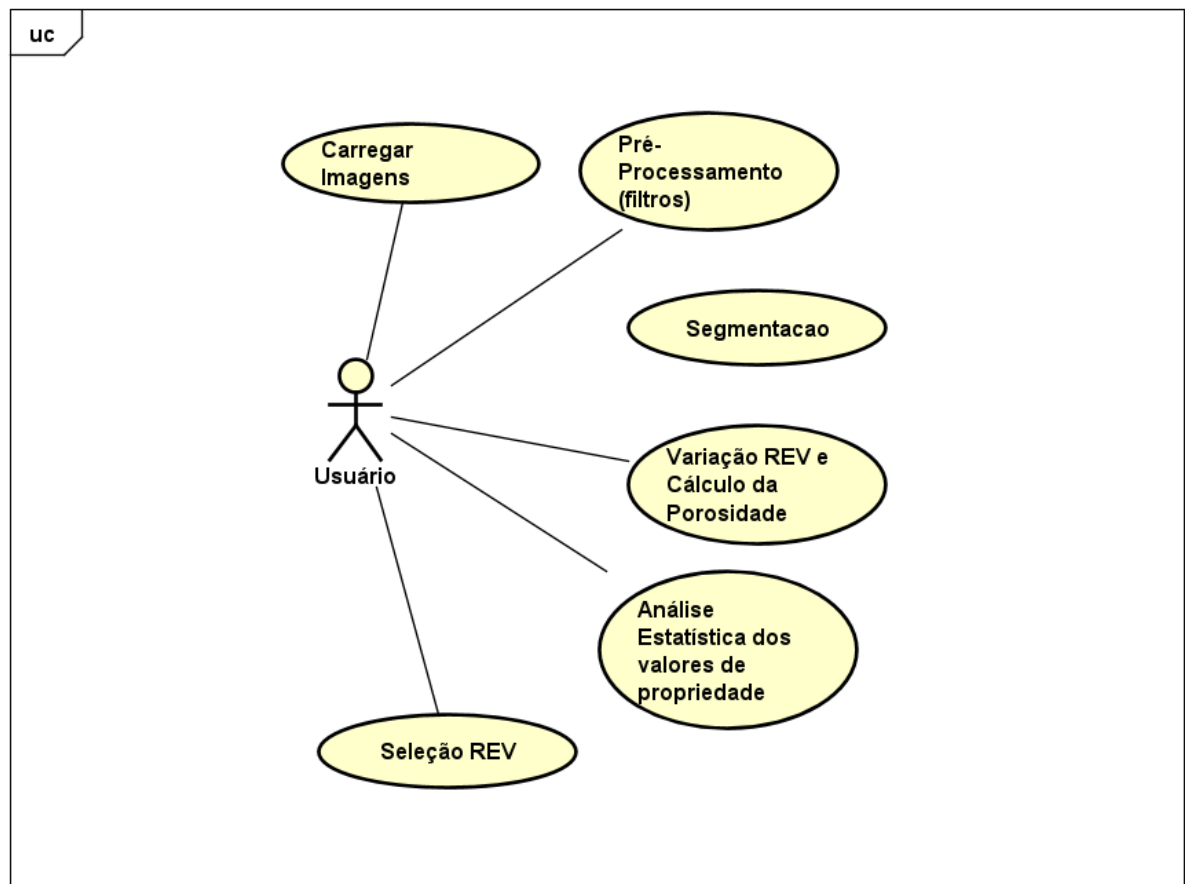 uc
Carregar
Imagens
Pré-
Processamento
(filtros)
Segmentacao
Usuário
Variação REV e
Cálculo da
Porosidade
Análise
Estatística dos
valores de
propriedade
Seleção REV